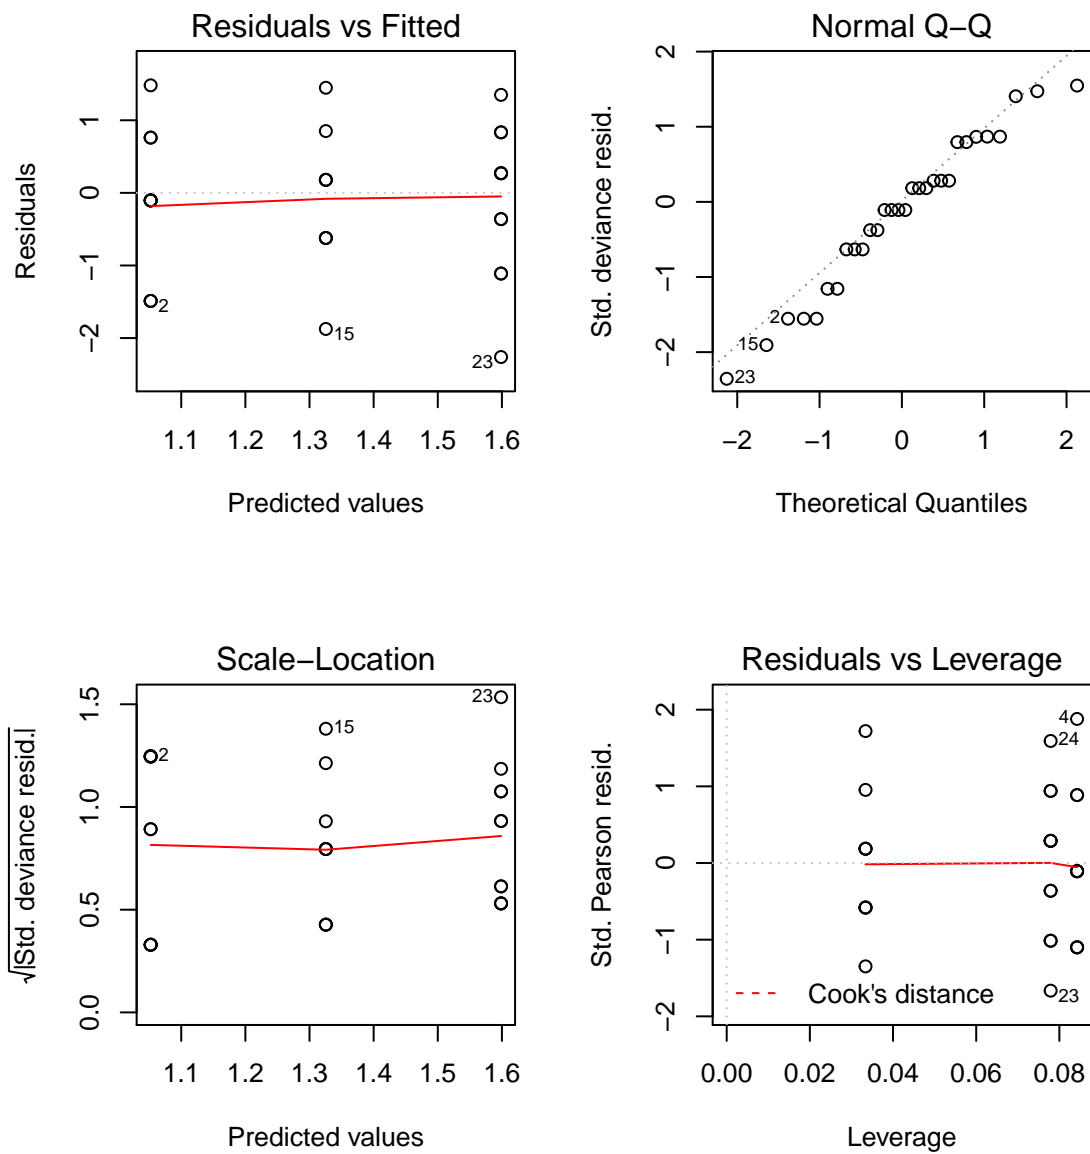 Residuals vs Fitted
Residuals
1
0
−1
−2
2
15
23
1.1 1.2 1.3 1.4 1.5 1.6
Predicted values
Normal Q−Q
Std. deviance resid.
2
1
0
−1
−2
2
15
23
−2 −1 0 1 2
Theoretical Quantiles
Scale−Location
√|Std. deviance resid.|
1.5
1.0
0.5
0.0
2
15
23
1.1 1.2 1.3 1.4 1.5 1.6
Predicted values
Residuals vs Leverage
Std. Pearson resid.
2
1
0
−1
−2
4
24
23
Cook's distance
0.00 0.02 0.04 0.06 0.08
Leverage